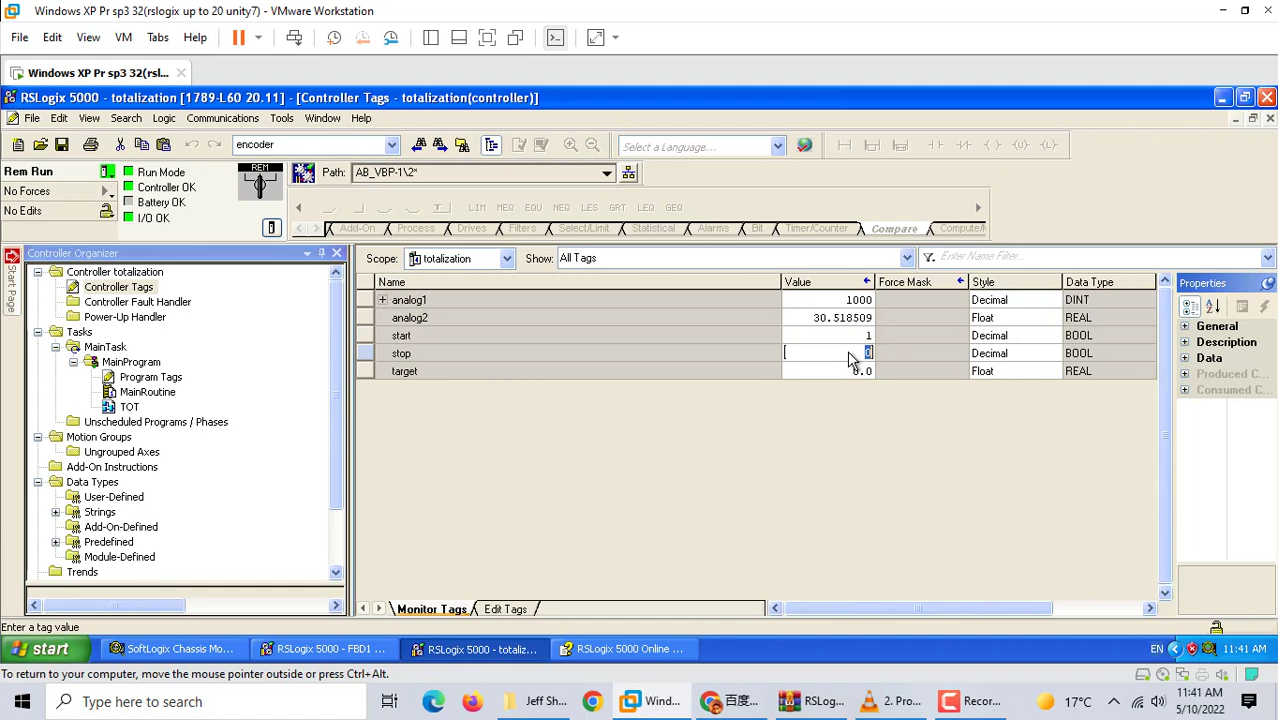 Windows XP Pr sp3 32(rslogix up to 20 unity7) - VMware Workstation
File Edit View VM Tabs Help
Windows XP Pr sp3 32(rsl...
RSLogix 5000 - totalization [1789-L60 20.11] - [Controller Tags - totalization(controller)]
File Edit View Search Logic Communications Tools Window Help
encoder
Select a Language...
Rem Run
No Forces
No Edits
Run Mode
Controller OK
Battery OK
I/O OK
REM
Path: AB_VBP-1\2*
LIM MEQ EQU NEQ LES GRT LEQ GEQ
Add-On Process Drives Filters Select/Limit Statistical Alarms Bit Timer/Counter Compare
Start Page
Controller Organizer
Controller totalization
Controller Tags
Controller Fault Handler
Power-Up Handler
Tasks
MainTask
MainProgram
Program Tags
MainRoutine
TOT
Unscheduled Programs / Phases
Motion Groups
Ungrouped Axes
Add-On Instructions
Data Types
User-Defined
Strings
Add-On-Defined
Predefined
Module-Defined
Trends
Scope: totalization Show: All Tags Enter Name Filter...
Name Value Force Mask Style Data Type
analog1 1000 Decimal DINT
analog2 30.518509 Float REAL
start 1 Decimal BOOL
stop 0 Decimal BOOL
target 0.0 Float REAL
Monitor Tags Edit Tags
Properties
General
Description
Data
Produced C...
Consumed C...
Enter a tag value
start SoftLogix Chassis Mo... RSLogix 5000 - FBD1 ... RSLogix 5000 - totaliz... RSLogix 5000 Online ... EN 11:41 AM
To return to your computer, move the mouse pointer outside or press Ctrl+Alt.
Type here to search Jeff Sh... Wind... 百度... RSLog... 2. Pro... Recor... 17°C 11:41 AM
5/10/2022